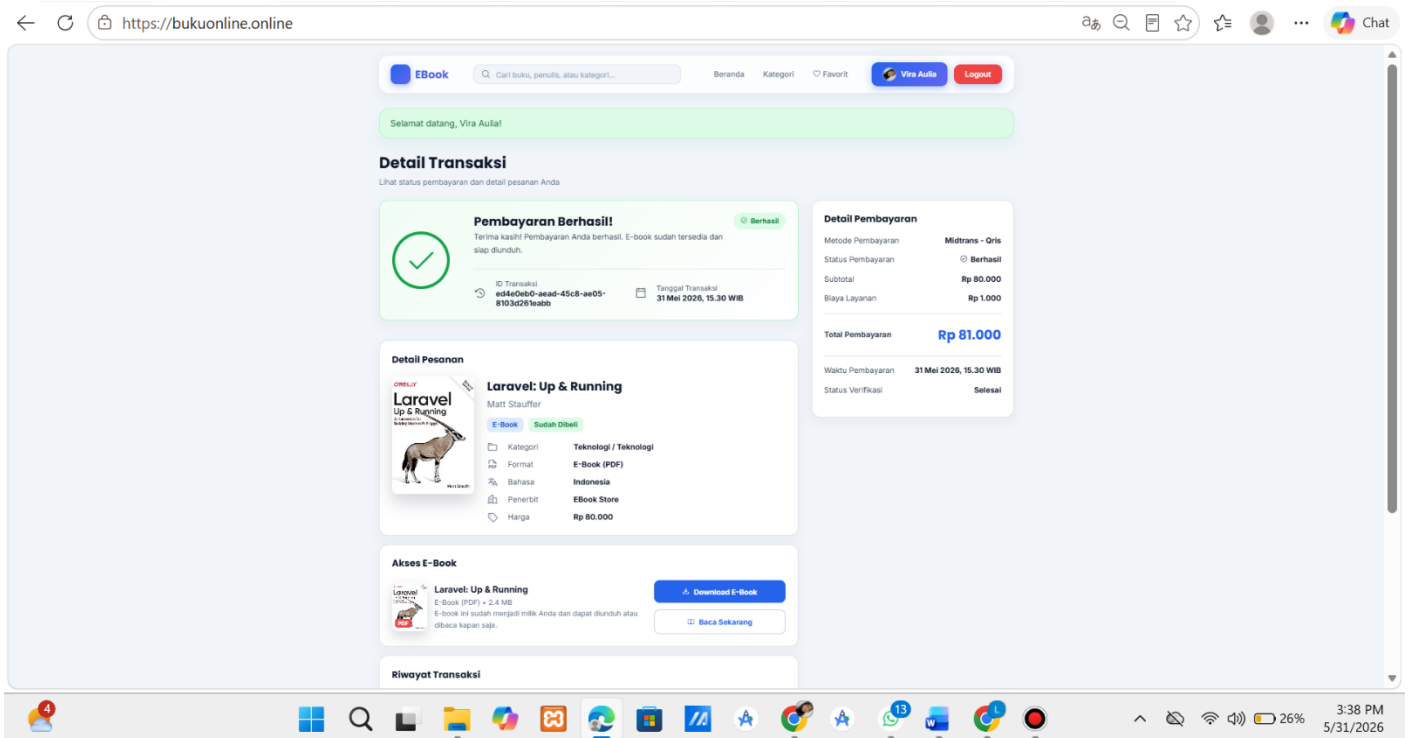 https://bukuonline.online
Chat
EBook
Cari buku, penulis, atau kategori...
Beranda
Kategori
Favorit
Vira Aulia
Logout
Selamat datang, Vira Aulia!
Detail Transaksi
Lihat status pembayaran dan detail pesanan Anda
Pembayaran Berhasil!
Berhasil
Terima kasih! Pembayaran Anda berhasil. E-book sudah tersedia dan
siap diunduh.
ID Transaksi
ed4e0eb0-aead-45c8-ae05-
8103d261eabb
Tanggal Transaksi
31 Mei 2026, 15.30 WIB
Detail Pembayaran
Metode Pembayaran Midtrans - Qris
Status Pembayaran Berhasil
Subtotal Rp 80.000
Biaya Layanan Rp 1.000
Total Pembayaran Rp 81.000
Waktu Pembayaran 31 Mei 2026, 15.30 WIB
Status Verifikasi Selesai
Detail Pesanan
O'REILLY
Laravel
Up & Running
Matt Stauffer
Laravel: Up & Running
Matt Stauffer
E-Book
Sudah Dibeli
Kategori Teknologi / Teknologi
Format E-Book (PDF)
Bahasa Indonesia
Penerbit EBook Store
Harga Rp 80.000
Akses E-Book
Laravel
PDF
Laravel: Up & Running
E-Book (PDF) • 2.4 MB
E-book ini sudah menjadi milik Anda dan dapat diunduh atau
dibaca kapan saja.
Download E-Book
Baca Sekarang
Riwayat Transaksi
4
13
L
26%
3:38 PM
5/31/2026